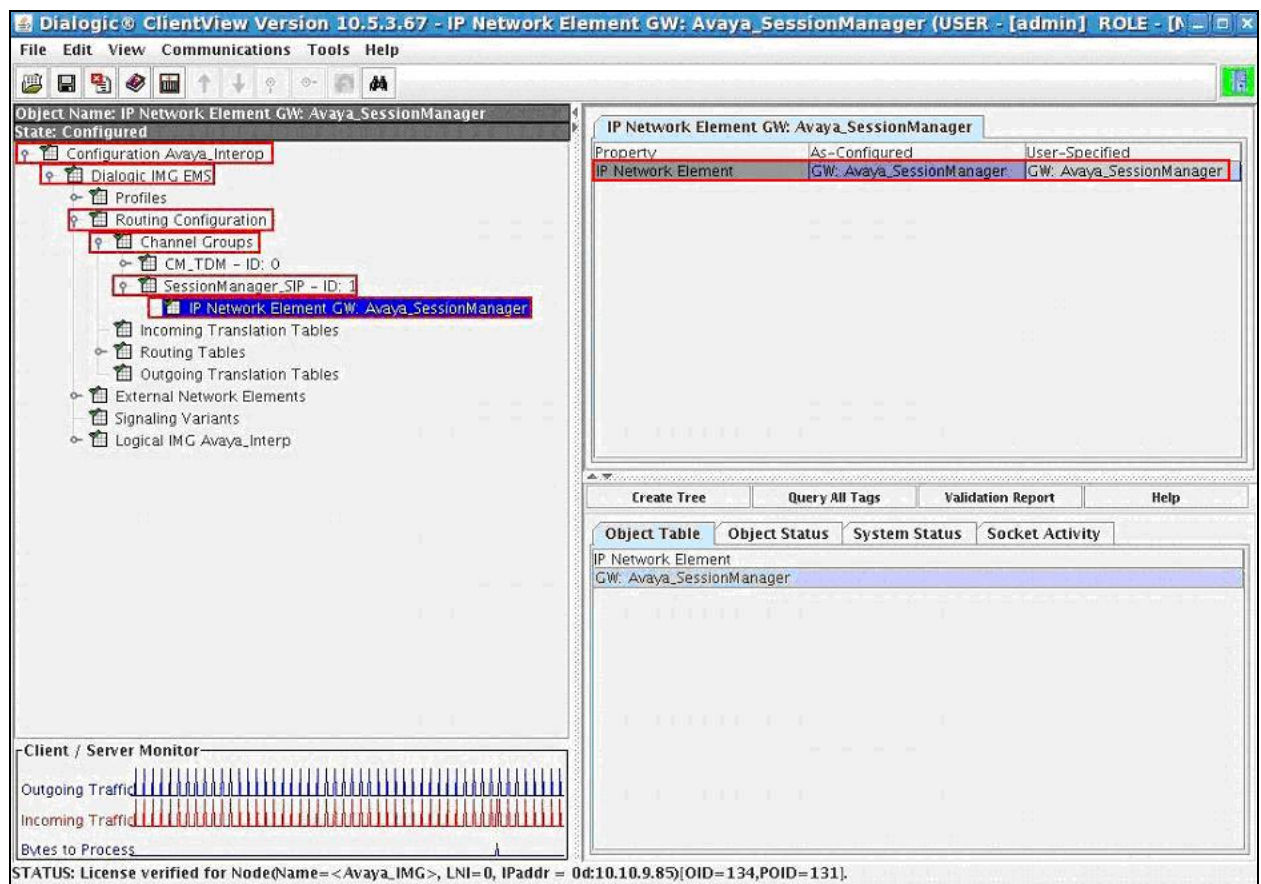 Dialogic® ClientView Version 10.5.3.67 - IP Network Element GW: Avaya_SessionManager (USER - [admin] ROLE - [
File Edit View Communications Tools Help
Object Name: IP Network Element GW: Avaya_SessionManager
State: Configured
Configuration Avaya_Interop
Dialogic IMG EMS
Profiles
Routing Configuration
Channel Groups
CM_TDM - ID: 0
SessionManager_SIP - ID: 1
IP Network Element GW: Avaya_SessionManager
Incoming Translation Tables
Routing Tables
Outgoing Translation Tables
External Network Elements
Signaling Variants
Logical IMG Avaya_Interp
Client / Server Monitor
Outgoing Traffic
Incoming Traffic
Bytes to Process
IP Network Element GW: Avaya_SessionManager
Property As-Configured User-Specified
IP Network Element GW: Avaya_SessionManager GW: Avaya_SessionManager
Create Tree Query All Tags Validation Report Help
Object Table Object Status System Status Socket Activity
IP Network Element
GW: Avaya_SessionManager
STATUS: License verified for Node(Name=<Avaya_IMG>, LNI=0, IPaddr = 0d:10.10.9.85)[OID=134,POID=131].